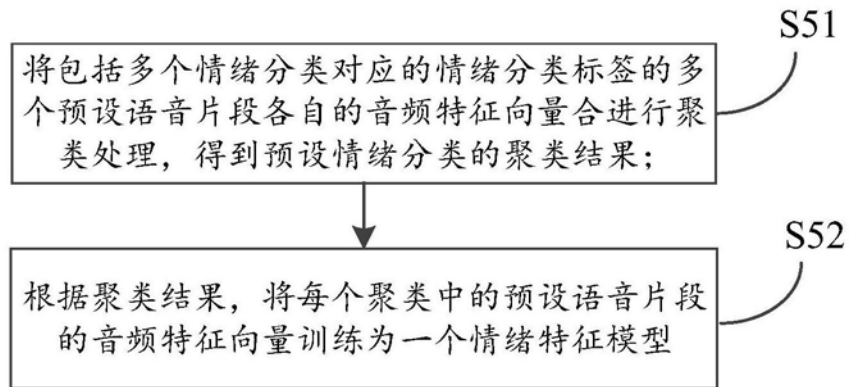 S51
将包括多个情绪分类对应的情绪分类标签的多
个预设语音片段各自的音频特征向量合进行聚
类处理，得到预设情绪分类的聚类结果；
S52
根据聚类结果，将每个聚类中的预设语音片段
的音频特征向量训练为一个情绪特征模型